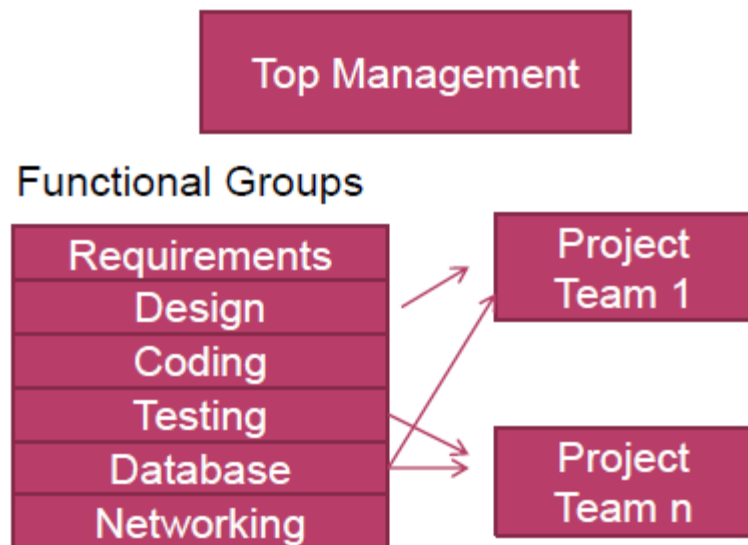 Top Management
Functional Groups
Requirements
Design
Coding
Testing
Database
Networking
Project
Team 1
Project
Team n